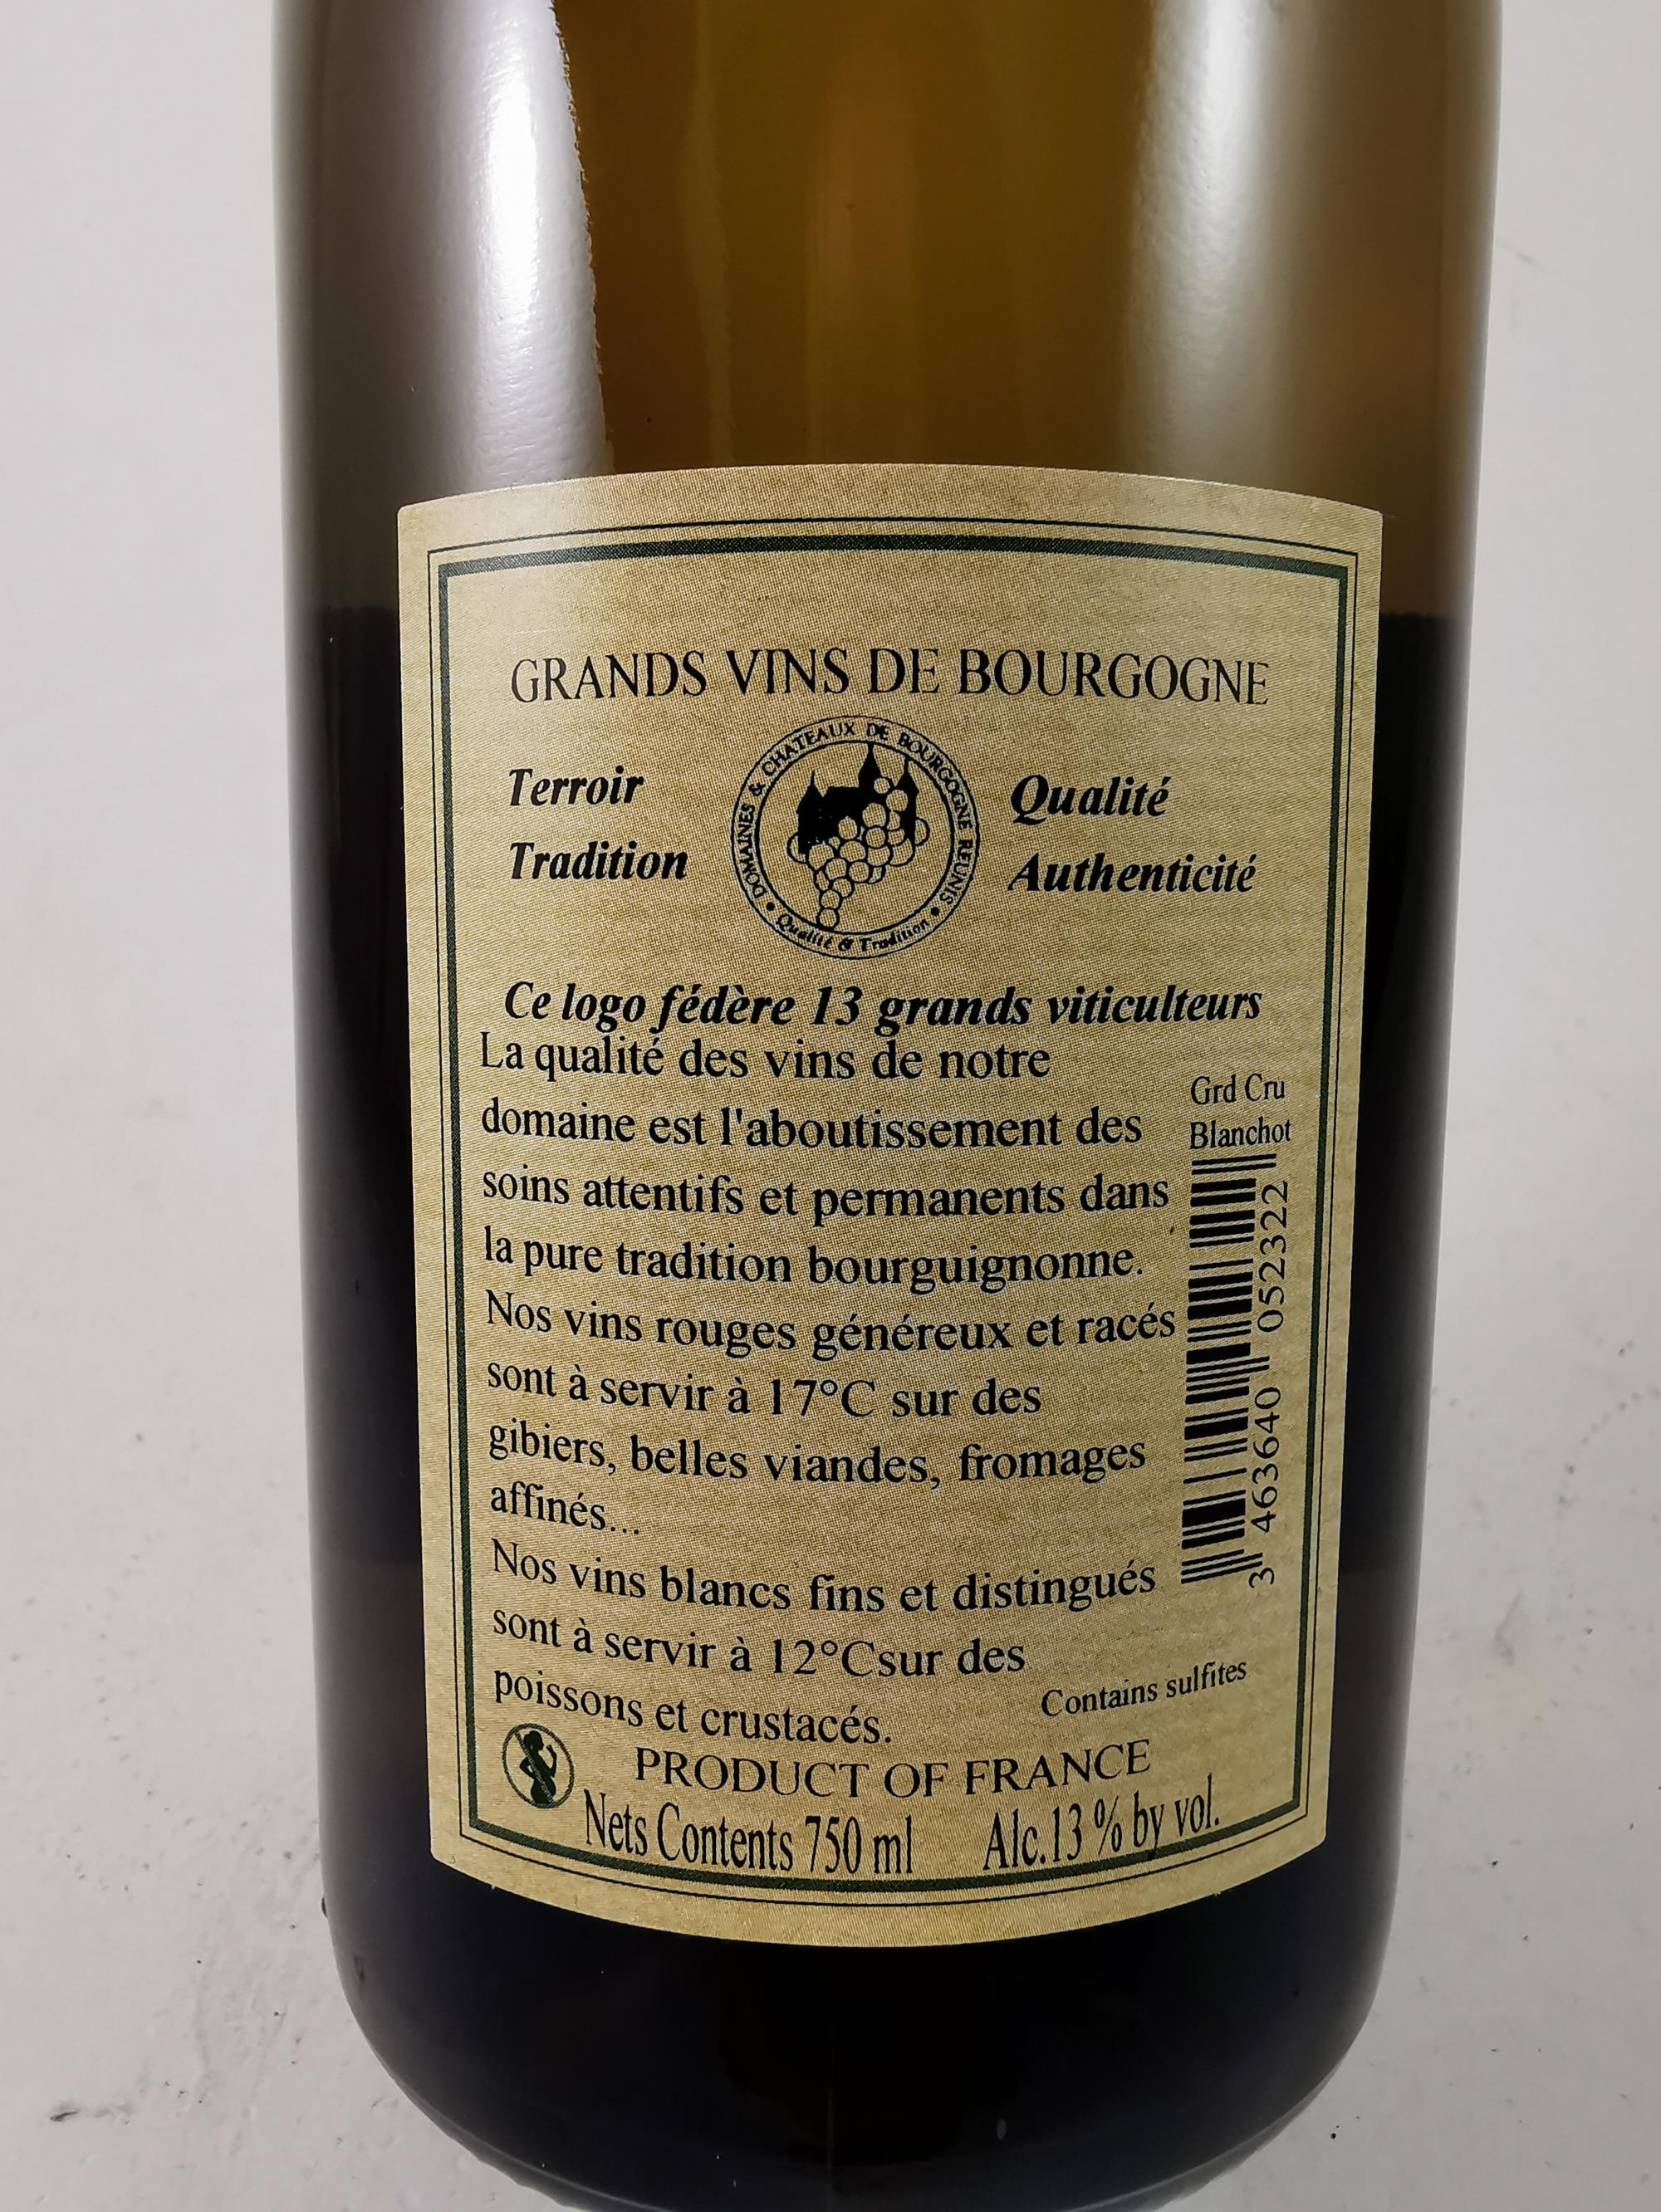 GRANDS VINS DE BOURGOGNE
Terroir
Tradition
DOMAINES & CHATEAUX DE BOURGOGNE REUNIS
• Qualité & Tradition •
Qualité
Authenticité
Ce logo fédère 13 grands viticulteurs
La qualité des vins de notre
domaine est l'aboutissement des
soins attentifs et permanents dans
la pure tradition bourguignonne.
Nos vins rouges généreux et racés
sont à servir à 17°C sur des
gibiers, belles viandes, fromages
affinés...
Nos vins blancs fins et distingués
sont à servir à 12°Csur des
poissons et crustacés.
Grd Cru
Blanchot
3 463640 052322
Contains sulfites
PRODUCT OF FRANCE
Nets Contents 750 ml Alc.13 % by vol.